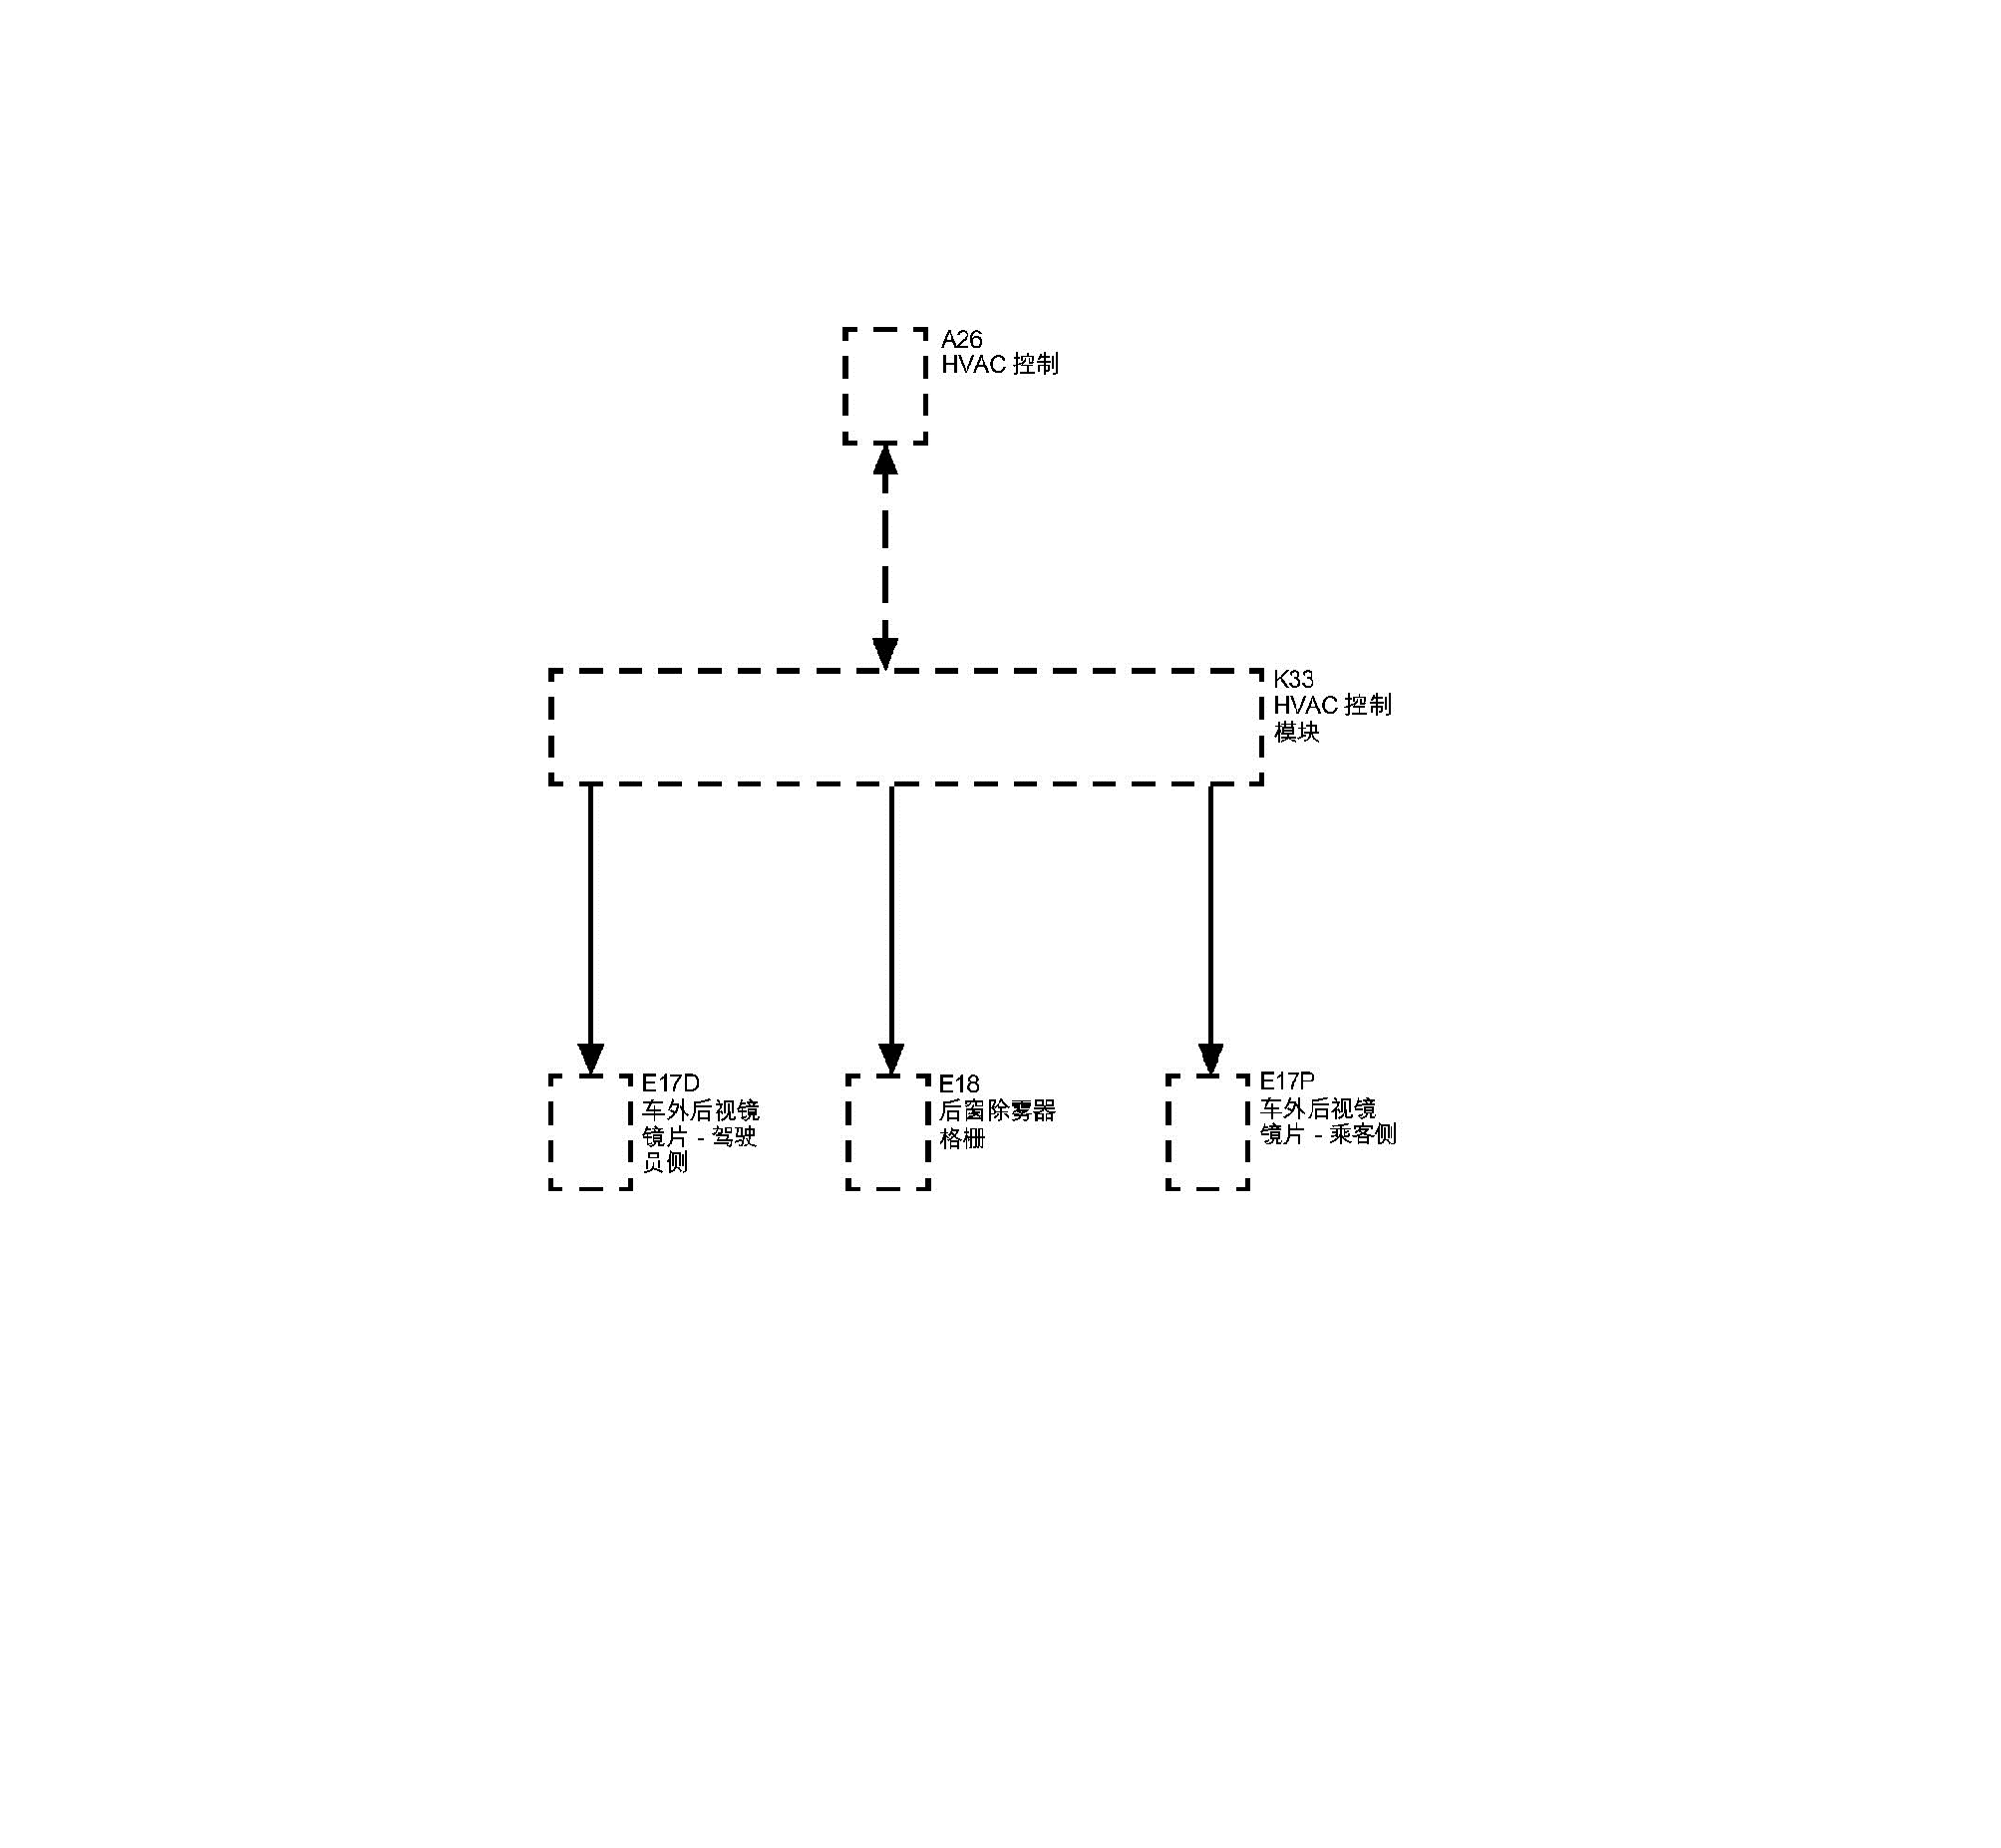 A26
HVAC 控制
K33
HVAC 控制
模块
E17D
车外后视镜
镜片 - 驾驶
员侧
E18
后窗除雾器
格栅
E17P
车外后视镜
镜片 - 乘客侧